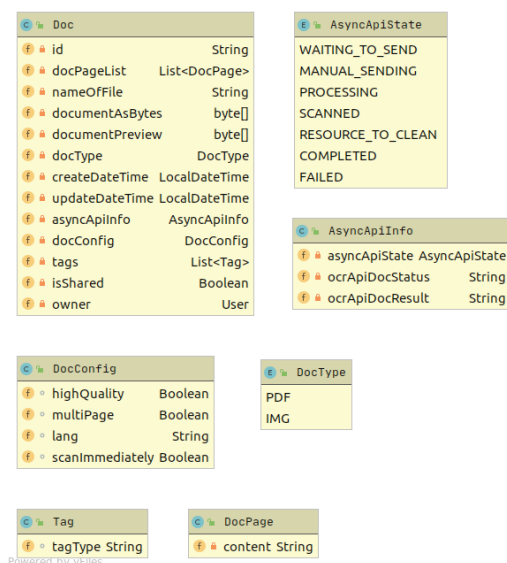 C Doc
f id String
f docPageList List<DocPage>
f nameOfFile String
f documentAsBytes byte[]
f documentPreview byte[]
f docType DocType
f createDateTime LocalDateTime
f updateDateTime LocalDateTime
f asyncApiInfo AsyncApiInfo
f docConfig DocConfig
f tags List<Tag>
f isShared Boolean
f owner User
E AsyncApiState
WAITING_TO_SEND
MANUAL_SENDING
PROCESSING
SCANNED
RESOURCE_TO_CLEAN
COMPLETED
FAILED
C AsyncApiInfo
f asyncApiState AsyncApiState
f ocrApiDocStatus String
f ocrApiDocResult String
C DocConfig
f highQuality Boolean
f multiPage Boolean
f lang String
f scanImmediately Boolean
E DocType
PDF
IMG
C Tag
f tagType String
C DocPage
f content String
Powered by yFiles